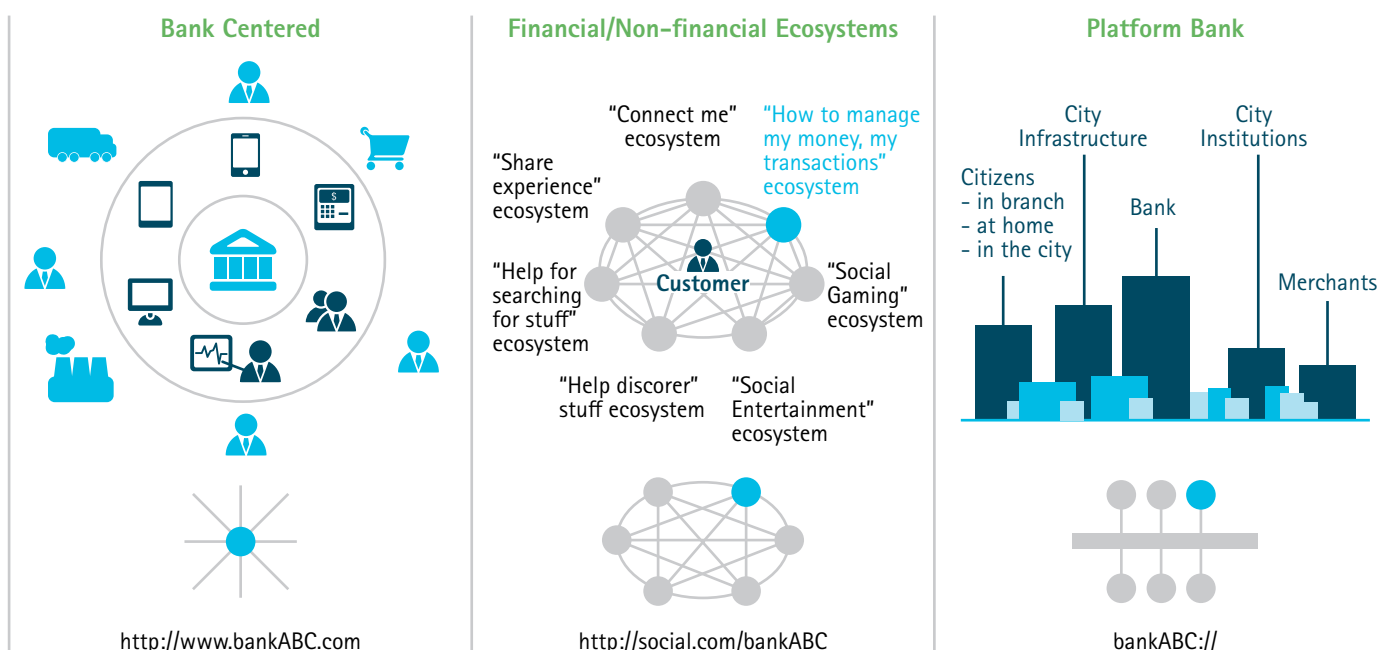 Bank Centered
http://www.bankABC.com
Financial/Non-financial Ecosystems
"Connect me"
ecosystem
"How to manage
my money, my
transactions"
ecosystem
"Share
experience"
ecosystem
Customer
"Help for
searching
for stuff"
ecosystem
"Social
Gaming"
ecosystem
"Help discorer"
stuff ecosystem
"Social
Entertainment"
ecosystem
http://social.com/bankABC
Platform Bank
City
Infrastructure
City
Institutions
Citizens
- in branch
- at home
- in the city
Bank
Merchants
bankABC://
$